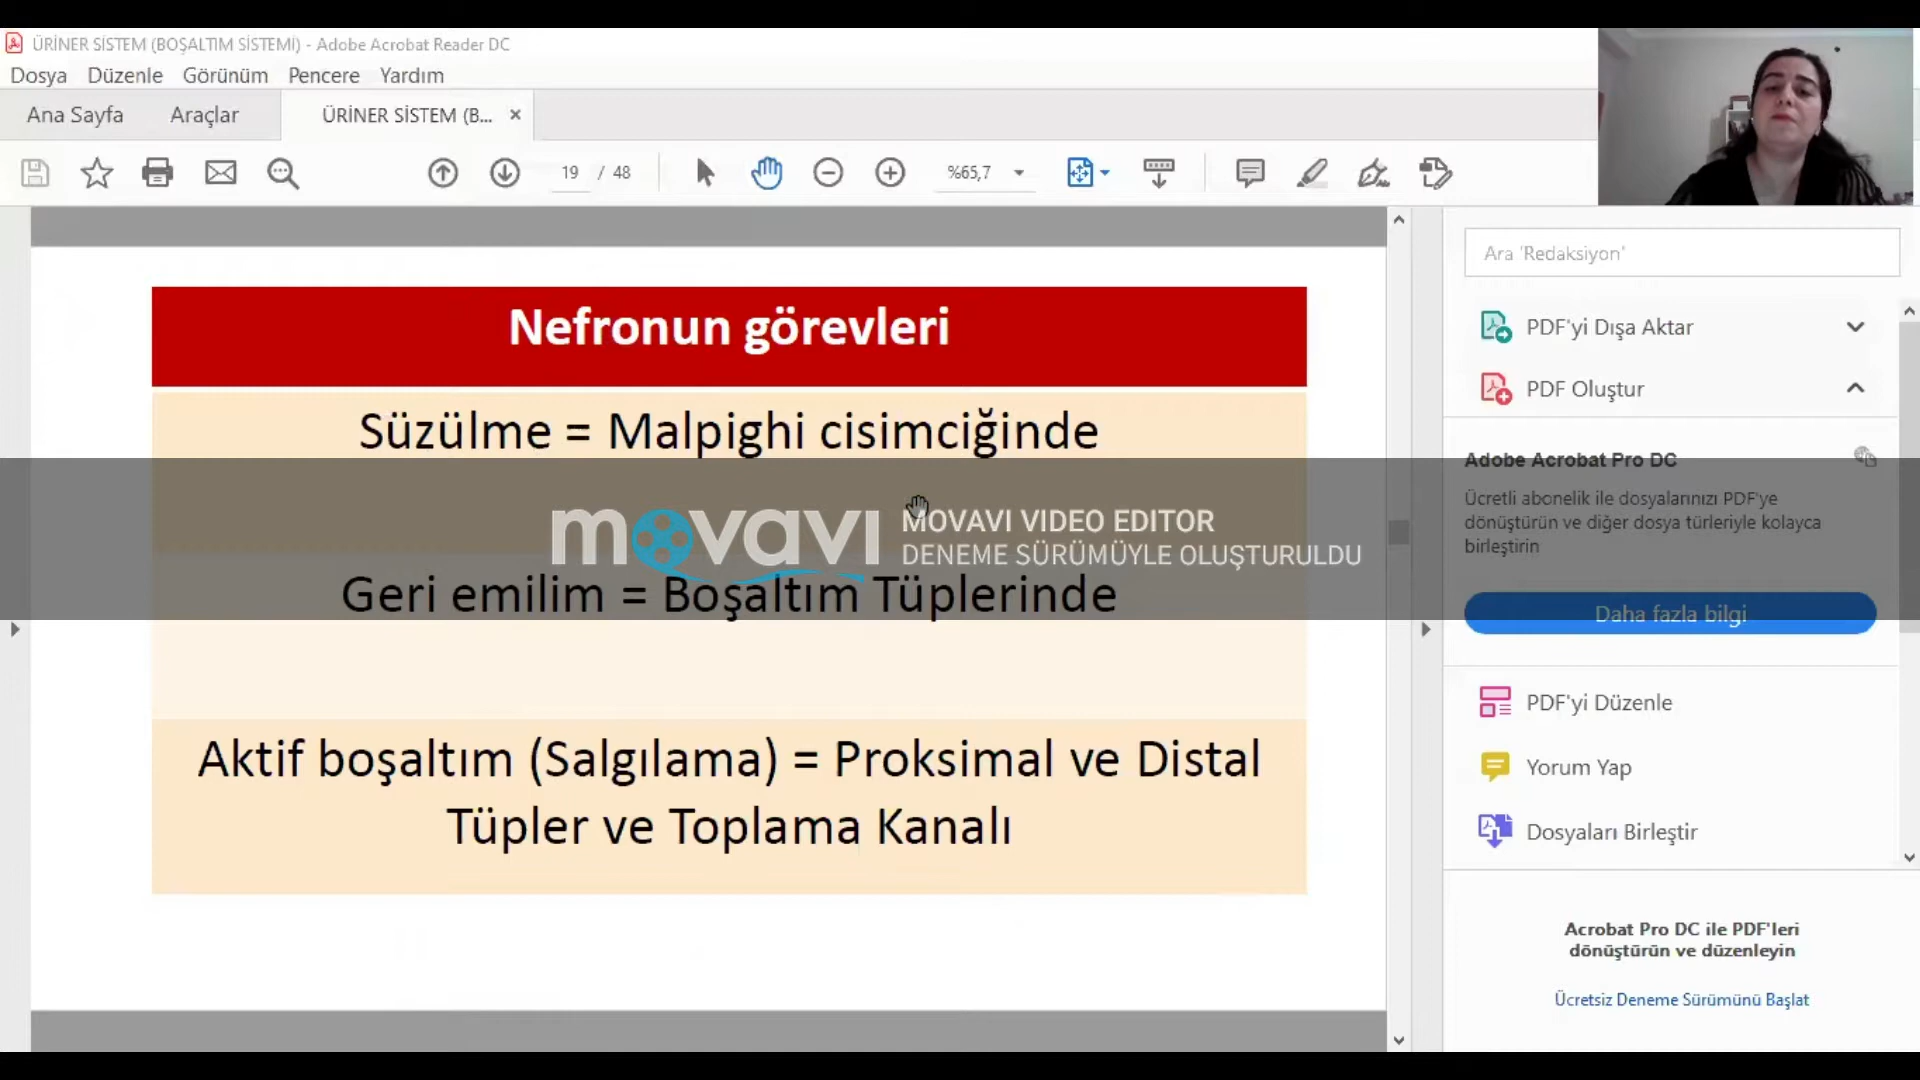 ÜRİNER SİSTEM (BOŞALTIM SİSTEMİ) - Adobe Acrobat Reader DC
Dosya Düzenle Görünüm Pencere Yardım
Ana Sayfa Araçlar ÜRİNER SİSTEM (B... ×
19 / 48 %65,7
Ara 'Redaksiyon'
Nefronun görevleri
Süzülme = Malpighi cisimciğinde
movavi
MOVAVI VIDEO EDITOR
DENEME SÜRÜMÜYLE OLUŞTURULDU
Geri emilim = Boşaltım Tüplerinde
Aktif boşaltım (Salgılama) = Proksimal ve Distal
Tüpler ve Toplama Kanalı
PDF'yi Dışa Aktar
PDF Oluştur
Adobe Acrobat Pro DC
Ücretli abonelik ile dosyalarınızı PDF'ye
dönüştürün ve diğer dosya türleriyle kolayca
birleştirin
Daha fazla bilgi
PDF'yi Düzenle
Yorum Yap
Dosyaları Birleştir
Acrobat Pro DC ile PDF'leri
dönüştürün ve düzenleyin
Ücretsiz Deneme Sürümünü Başlat